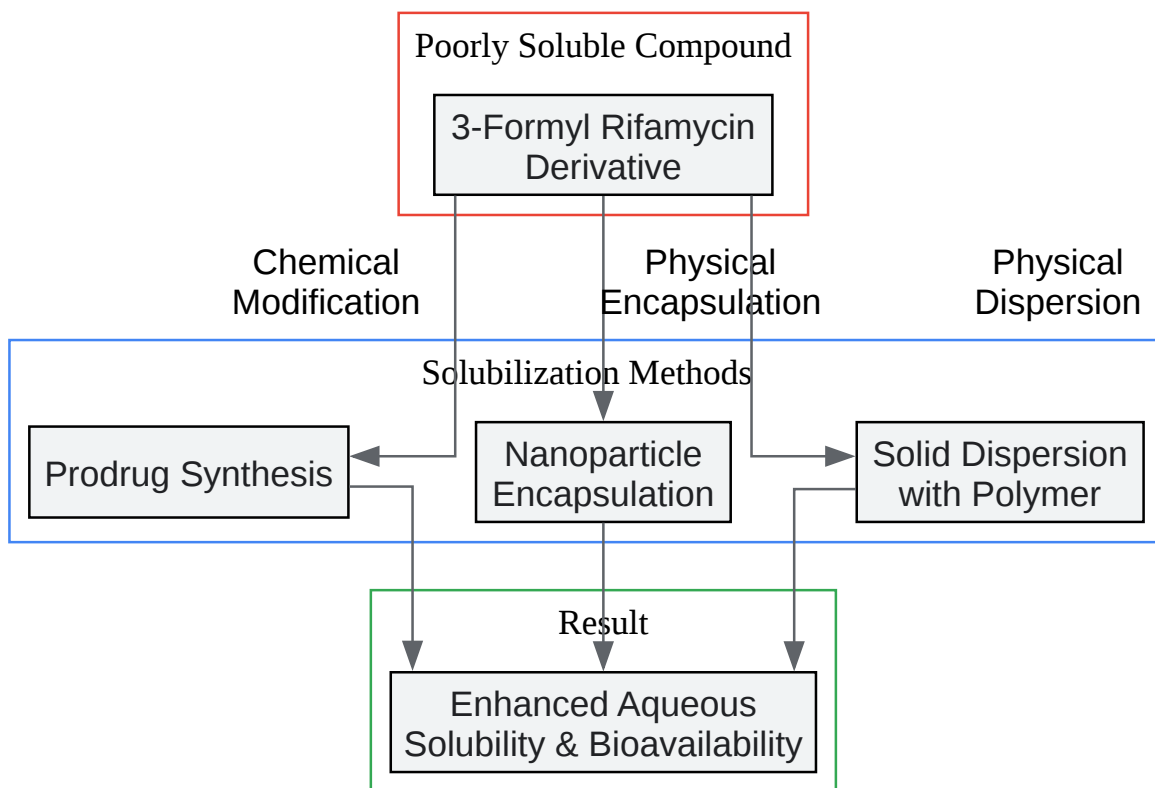 Poorly Soluble Compound
3-Formyl Rifamycin
Derivative
Chemical
Modification
Physical
Encapsulation
Physical
Dispersion
Solubilization Methods
Prodrug Synthesis
Nanoparticle
Encapsulation
Solid Dispersion
with Polymer
Result
Enhanced Aqueous
Solubility & Bioavailability